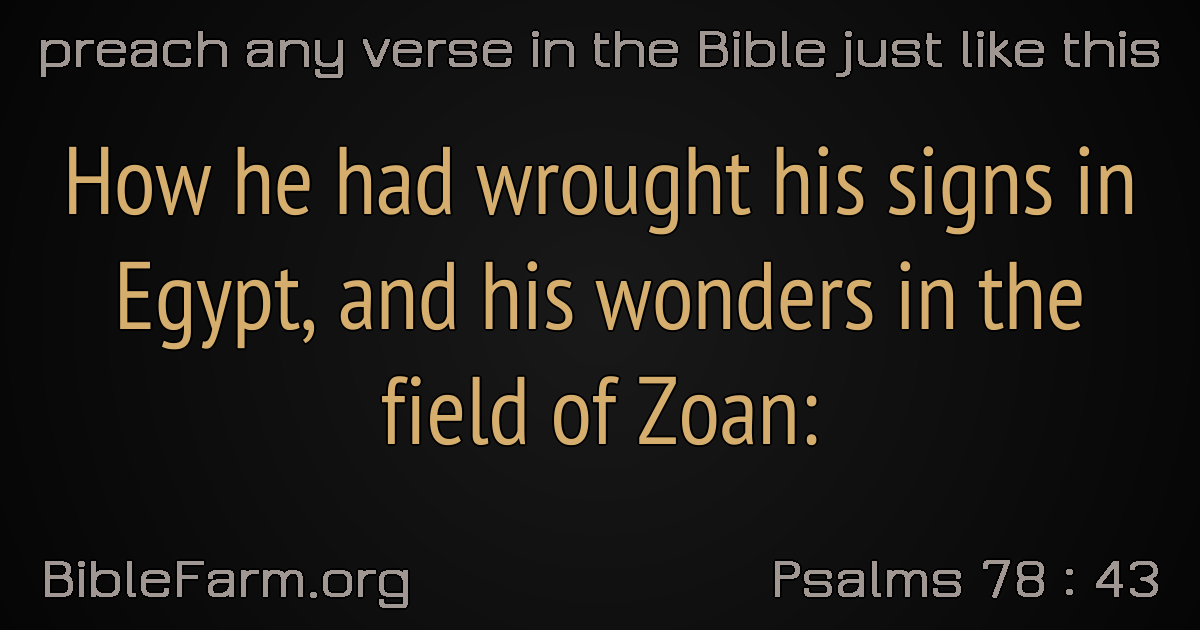 preach any verse in the Bible just like this
How he had wrought his signs in
Egypt, and his wonders in the
field of Zoan:
BibleFarm.org
Psalms 78 : 43